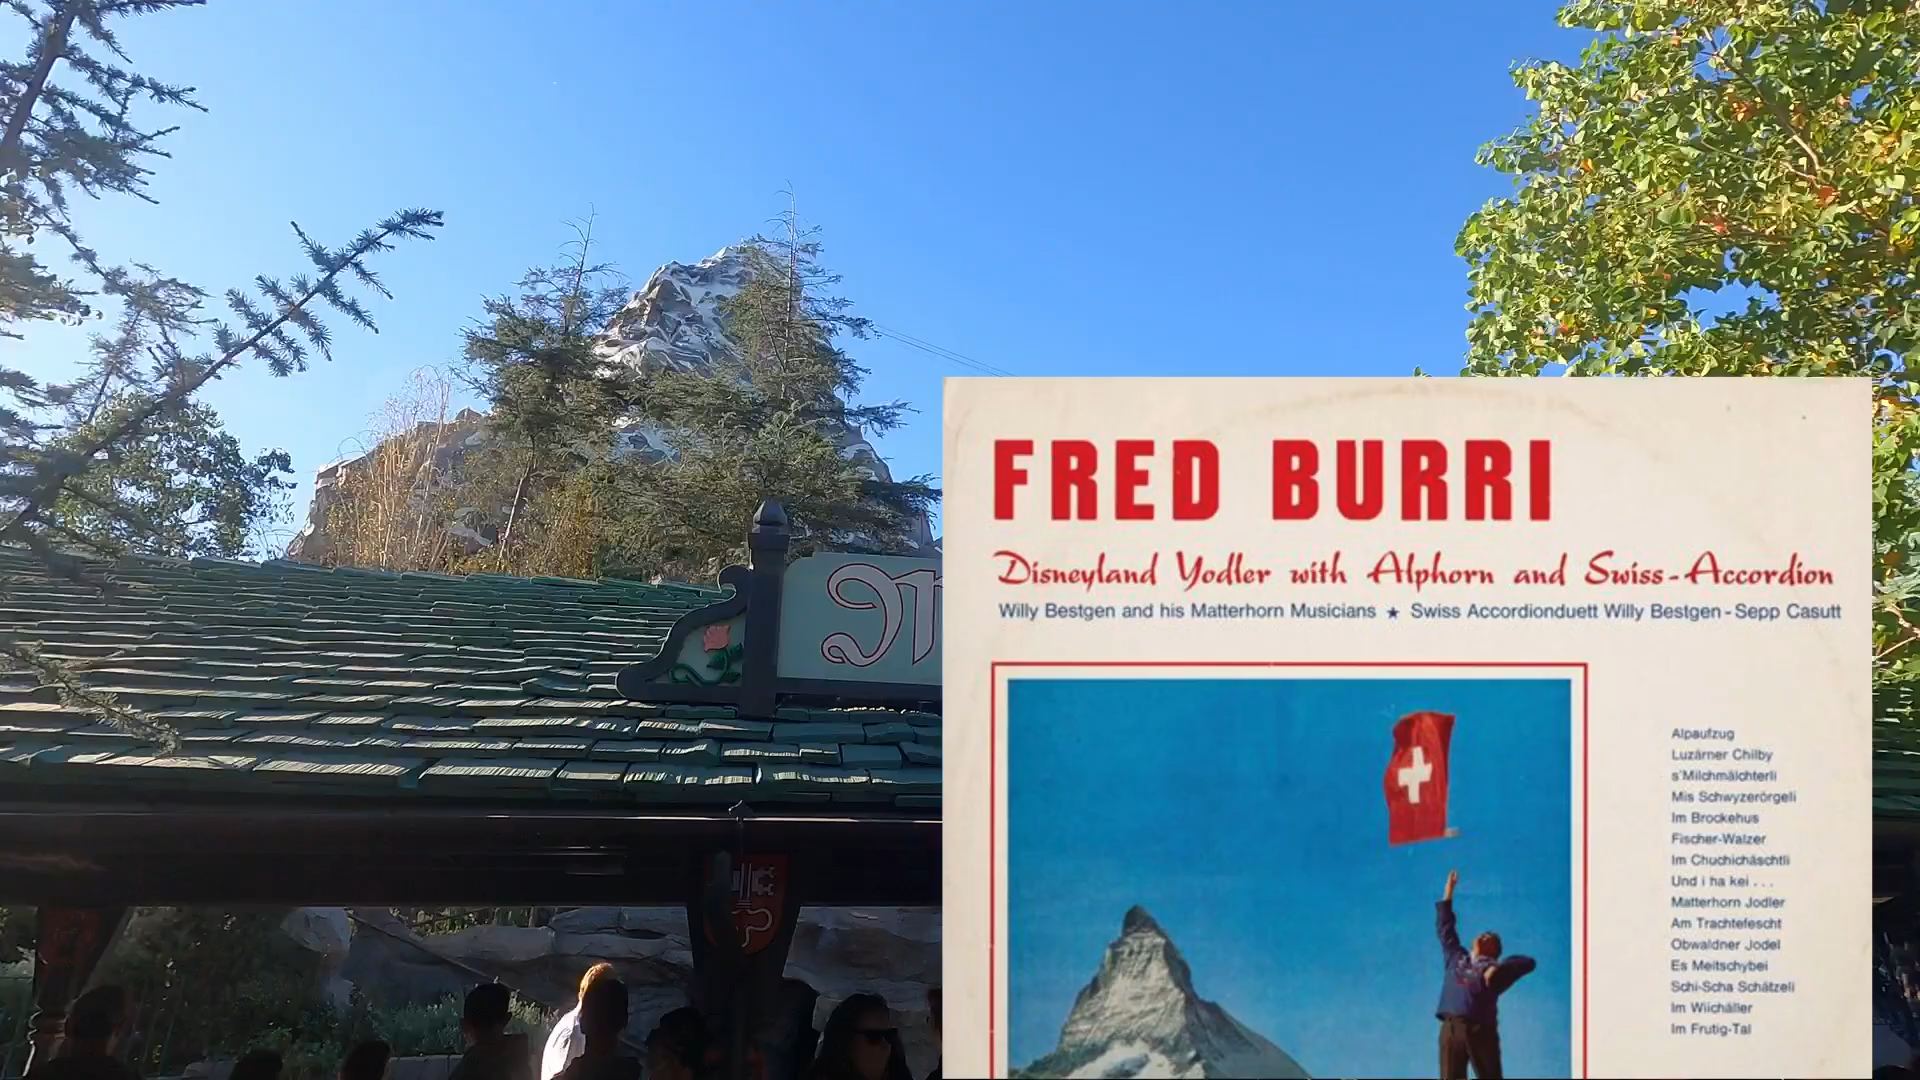 FRED BURRI
Disneyland Yodler with Alphorn and Swiss-Accordion
Willy Bestgen and his Matterhorn Musicians ★ Swiss Accordionduett Willy Bestgen - Sepp Casutt
Alpaufzug
Luzärner Chilby
s'Milchmälchterli
Mis Schwyzerörgeli
Im Brockehus
Fischer-Walzer
Im Chuchichäschtli
Und i ha kei . . .
Matterhorn Jodler
Am Trachtefescht
Obwaldner Jodel
Es Meitschybei
Schi-Scha Schätzeli
Im Wiichäller
Im Frutig-Tal